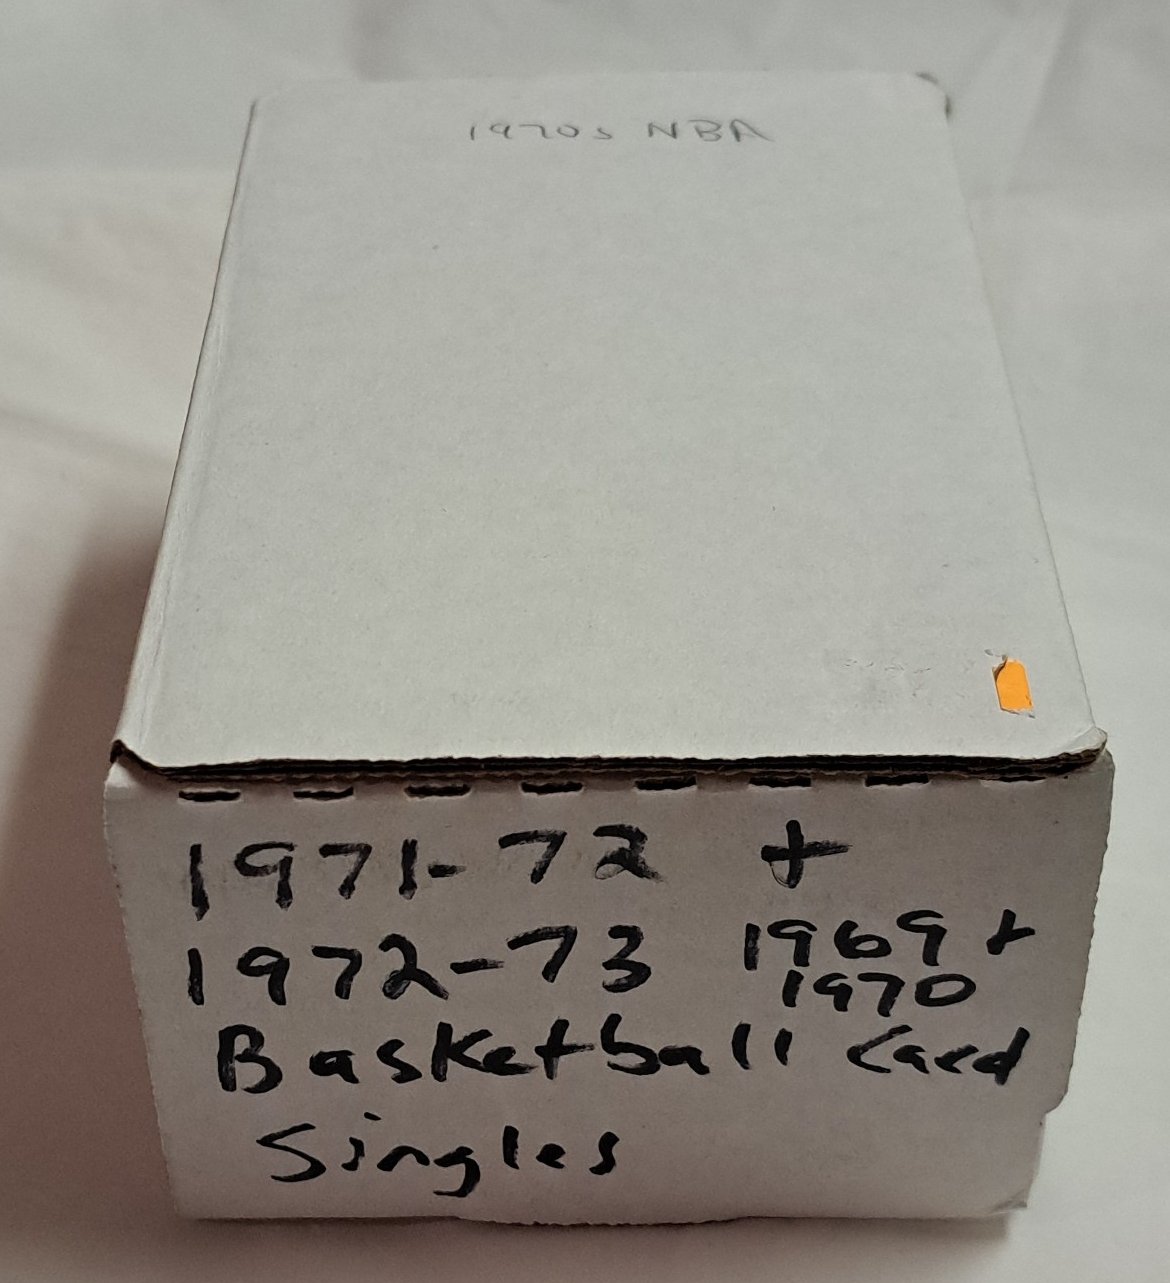 1970s NBA
1971-72 +
1972-73 1969 +
1970
Basketball Card
Singles